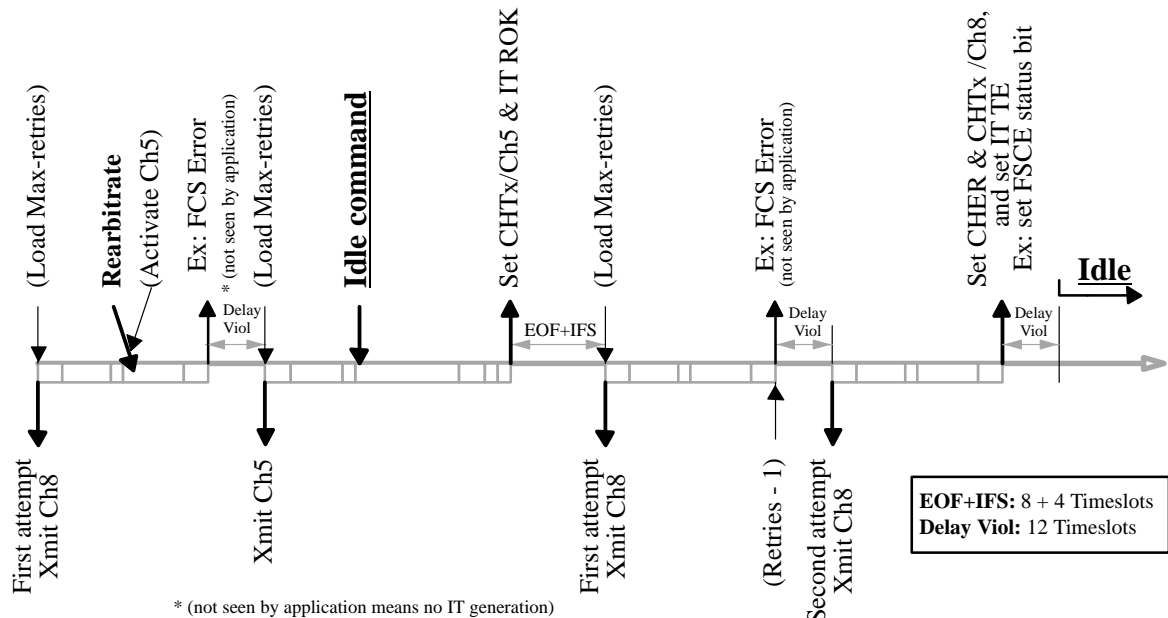 (Load Max-retries)
Rearbitrate
(Activate Ch5)
Ex: FCS Error
* (not seen by application)
(Load Max-retries)
Idle command
Set CHTx/Ch5 & IT ROK
(Load Max-retries)
Ex: FCS Error
(not seen by application)
Set CHER & CHTx /Ch8,
and set IT TE
Ex: set FSCE status bit
Idle
Delay
Viol
EOF+IFS
Delay
Viol
Delay
Viol
First attempt
Xmit Ch8
Xmit Ch5
First attempt
Xmit Ch8
(Retries - 1)
Second attempt
Xmit Ch8
EOF+IFS: 8 + 4 Timeslots
Delay Viol: 12 Timeslots
* (not seen by application means no IT generation)